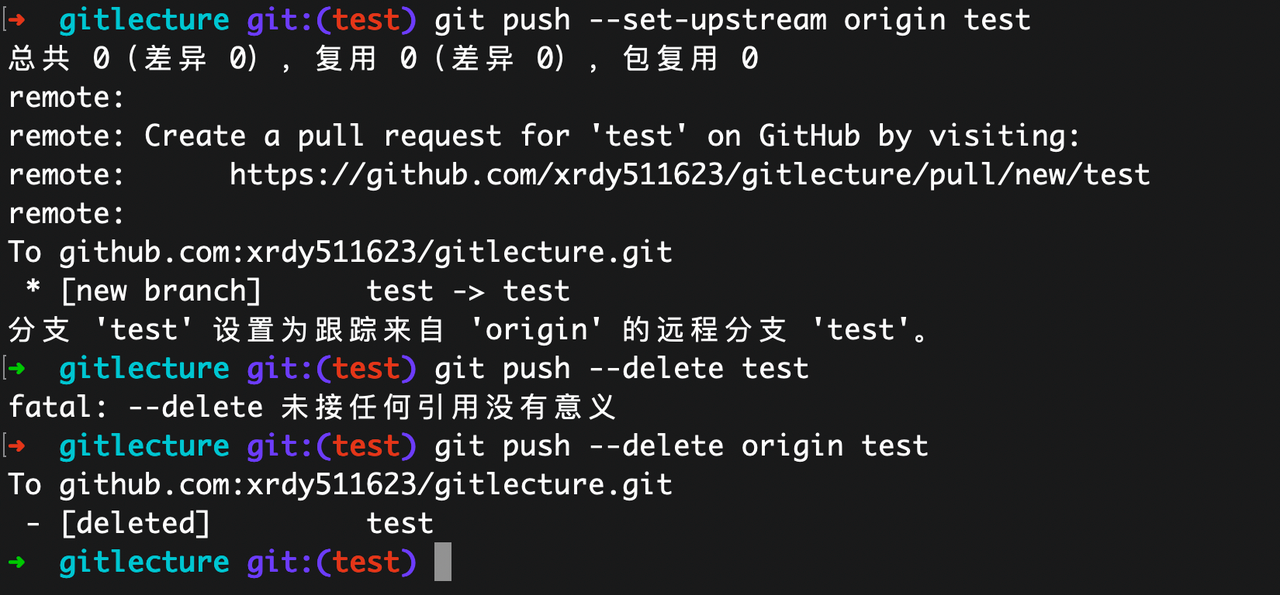 [➜ gitlecture git:(test) git push --set-upstream origin test
总共 0（差异 0），复用 0（差异 0），包复用 0
remote:
remote: Create a pull request for 'test' on GitHub by visiting:
remote:      https://github.com/xrdy511623/gitlecture/pull/new/test
remote:
To github.com:xrdy511623/gitlecture.git
 * [new branch]      test -> test
分支 'test' 设置为跟踪来自 'origin' 的远程分支 'test'。
[➜ gitlecture git:(test) git push --delete test
fatal: --delete 未接任何引用没有意义
[➜ gitlecture git:(test) git push --delete origin test
To github.com:xrdy511623/gitlecture.git
 - [deleted]         test
➜ gitlecture git:(test)